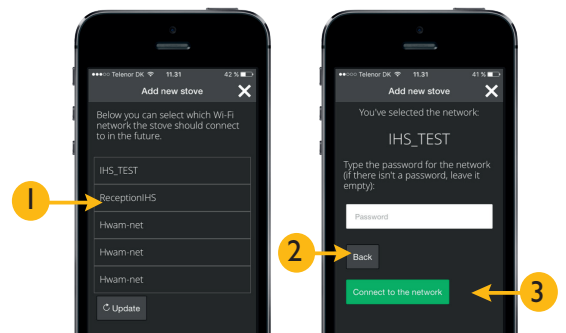 Telenor DK 11.31 42 %
Add new stove
Below you can select which Wi-Fi
network the stove should connect
to in the future.
IHS_TEST
ReceptionIHS
Hwam-net
Hwam-net
Hwam-net
Update
1
Telenor DK 11.31 41 %
Add new stove
You've selected the network:
IHS_TEST
Type the password for the network
(if there isn't a password, leave it
empty):
Password
Back
Connect to the network
2
3